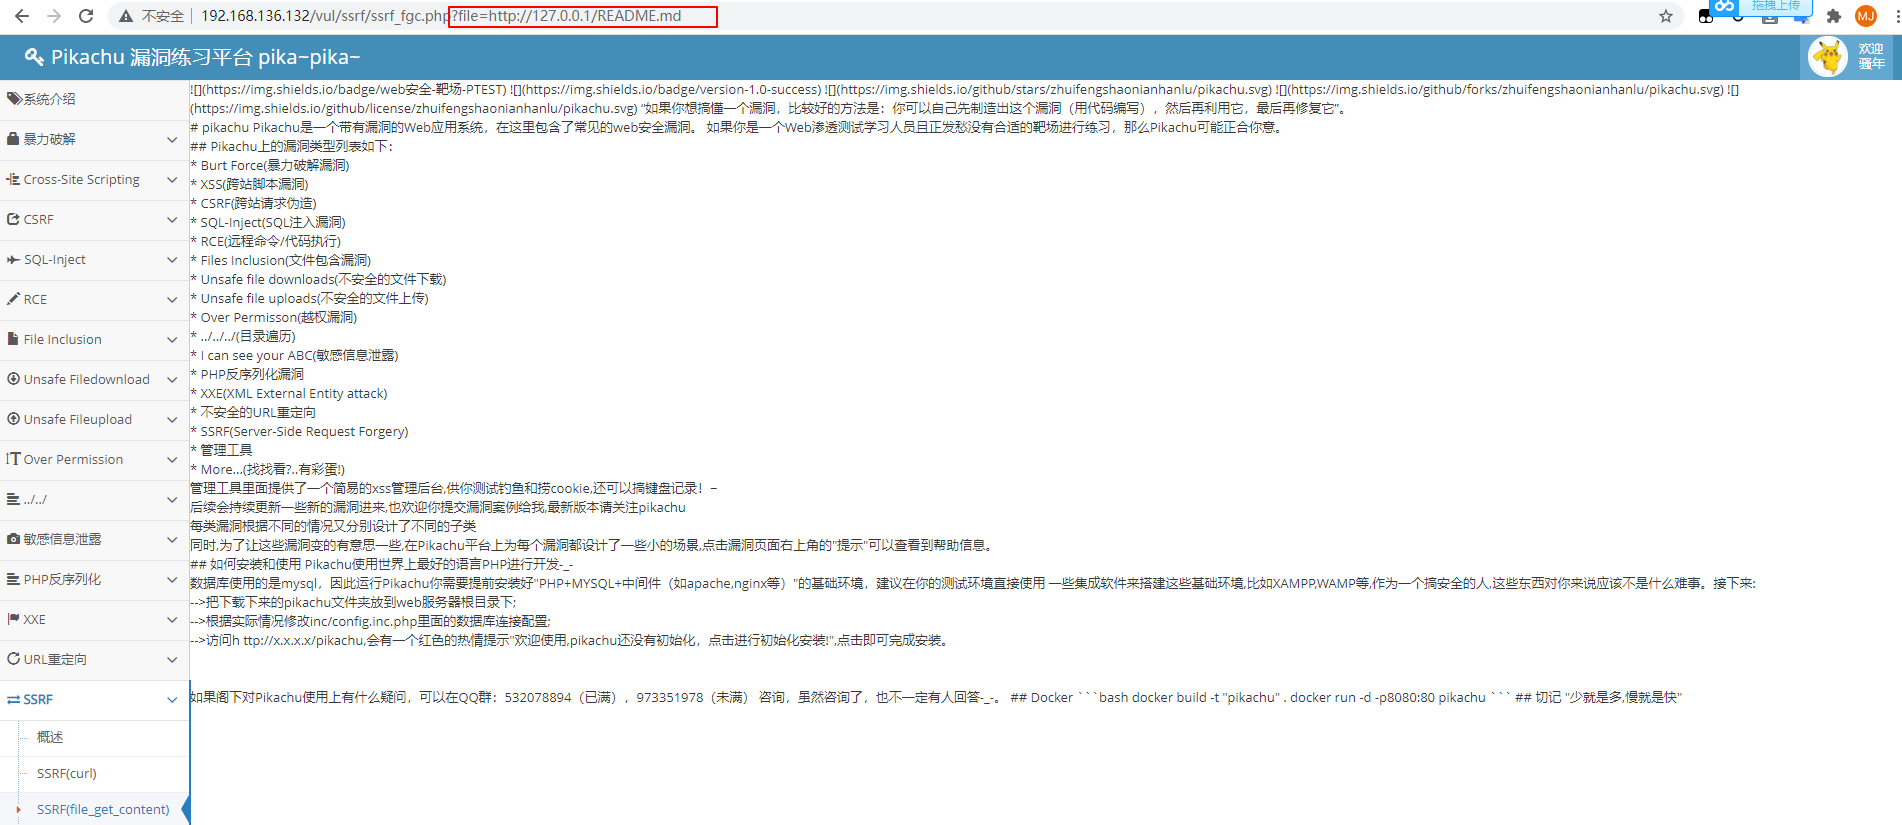 不安全 192.168.136.132/vul/ssrf/ssrf_fgc.php?file=http://127.0.0.1/README.md
拖拽上传
MJ
Pikachu 漏洞练习平台 pika~pika~
欢迎
骚年
系统介绍
暴力破解
Cross-Site Scripting
CSRF
SQL-Inject
RCE
File Inclusion
Unsafe Filedownload
Unsafe Fileupload
Over Permission
../../
敏感信息泄露
PHP反序列化
XXE
URL重定向
SSRF
概述
SSRF(curl)
SSRF(file_get_content)
![](https://img.shields.io/badge/web安全-靶场-PTEST) ![](https://img.shields.io/badge/version-1.0-success) ![](https://img.shields.io/github/stars/zhuifengshaonianhanlu/pikachu.svg) ![](https://img.shields.io/github/forks/zhuifengshaonianhanlu/pikachu.svg) ![]
(https://img.shields.io/github/license/zhuifengshaonianhanlu/pikachu.svg) “如果你想搞懂一个漏洞，比较好的方法是：你可以自己先制造出这个漏洞（用代码编写），然后再利用它，最后再修复它”。
# pikachu Pikachu是一个带有漏洞的Web应用系统，在这里包含了常见的web安全漏洞。 如果你是一个Web渗透测试学习人员且正发愁没有合适的靶场进行练习，那么Pikachu可能正合你意。
## Pikachu上的漏洞类型列表如下：
* Burt Force(暴力破解漏洞)
* XSS(跨站脚本漏洞)
* CSRF(跨站请求伪造)
* SQL-Inject(SQL注入漏洞)
* RCE(远程命令/代码执行)
* Files Inclusion(文件包含漏洞)
* Unsafe file downloads(不安全的文件下载)
* Unsafe file uploads(不安全的文件上传)
* Over Permisson(越权漏洞)
* ../../../(目录遍历)
* I can see your ABC(敏感信息泄露)
* PHP反序列化漏洞
* XXE(XML External Entity attack)
* 不安全的URL重定向
* SSRF(Server-Side Request Forgery)
* 管理工具
* More...(找找看?..有彩蛋!)
管理工具里面提供了一个简易的xss管理后台,供你测试钓鱼和捞cookie,还可以搞键盘记录！~
后续会持续更新一些新的漏洞进来,也欢迎你提交漏洞案例给我,最新版本请关注pikachu
每类漏洞根据不同的情况又分别设计了不同的子类
同时,为了让这些漏洞变的有意思一些,在Pikachu平台上为每个漏洞都设计了一些小的场景,点击漏洞页面右上角的"提示"可以查看到帮助信息。
## 如何安装和使用 Pikachu使用世界上最好的语言PHP进行开发-_-
数据库使用的是mysql，因此运行Pikachu你需要提前安装好"PHP+MYSQL+中间件（如apache,nginx等）"的基础环境，建议在你的测试环境直接使用 一些集成软件来搭建这些基础环境,比如XAMPP,WAMP等,作为一个搞安全的人,这些东西对你来说应该不是什么难事。接下来:
-->把下载下来的pikachu文件夹放到web服务器根目录下;
-->根据实际情况修改inc/config.inc.php里面的数据库连接配置;
-->访问h ttp://x.x.x.x/pikachu,会有一个红色的热情提示"欢迎使用,pikachu还没有初始化，点击进行初始化安装!",点击即可完成安装。
如果阁下对Pikachu使用上有什么疑问，可以在QQ群：532078894（已满），973351978（未满） 咨询，虽然咨询了，也不一定有人回答-_-。 ## Docker ```bash docker build -t "pikachu" . docker run -d -p8080:80 pikachu ``` ## 切记 "少就是多,慢就是快"